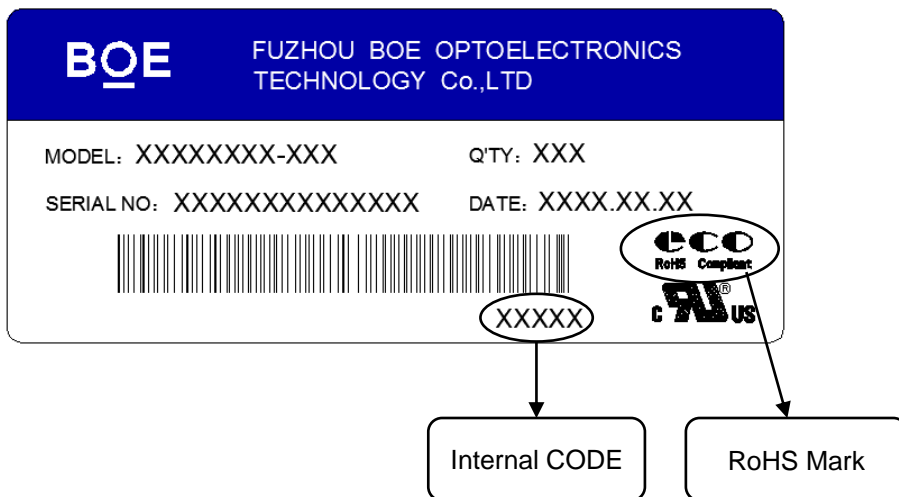 BOE
FUZHOU BOE OPTOELECTRONICS
TECHNOLOGY Co.,LTD
MODEL: XXXXXXXX-XXX
Q'TY: XXX
SERIAL NO: XXXXXXXXXXXXXX
DATE: XXXX.XX.XX
eco
RoHS Compliant
C RU ® US
XXXXX
Internal CODE
RoHS Mark